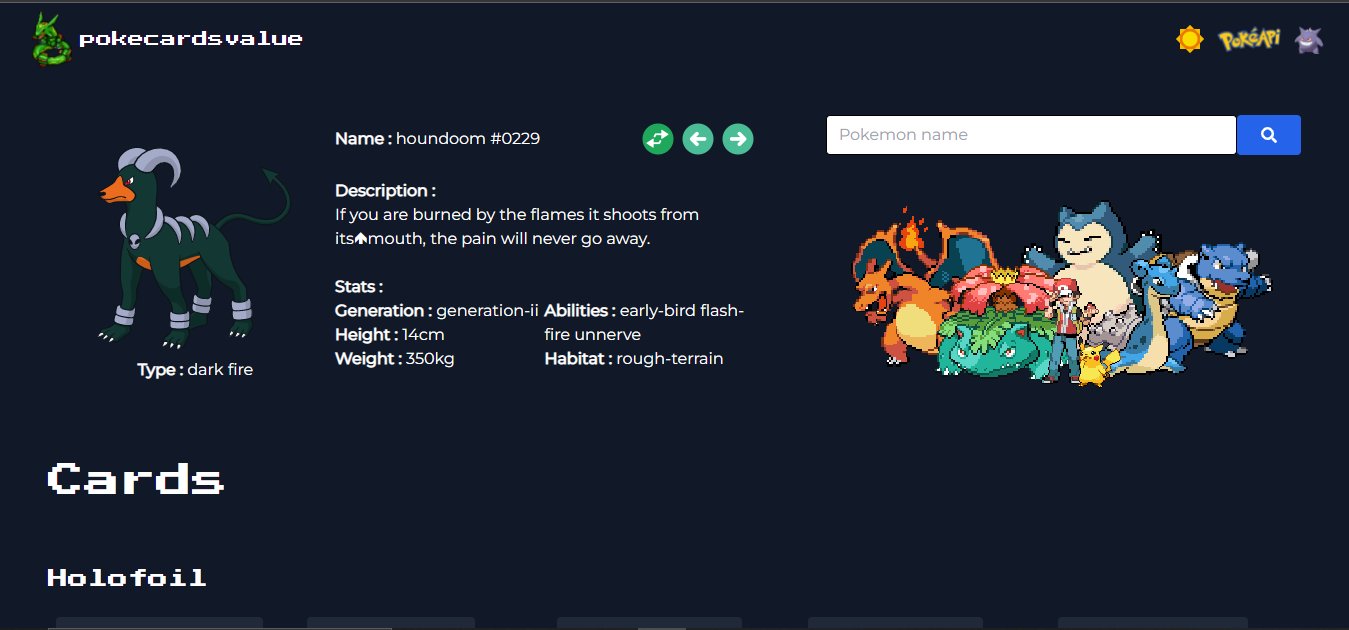 pokecardsvalue
PokéApi
Name : houndoom #0229
Pokemon name
Description :
If you are burned by the flames it shoots from
its↑mouth, the pain will never go away.
Stats :
Generation : generation-ii
Abilities : early-bird flash-
fire unnerve
Height : 14cm
Weight : 350kg
Habitat : rough-terrain
Type : dark fire
Cards
Holofoil